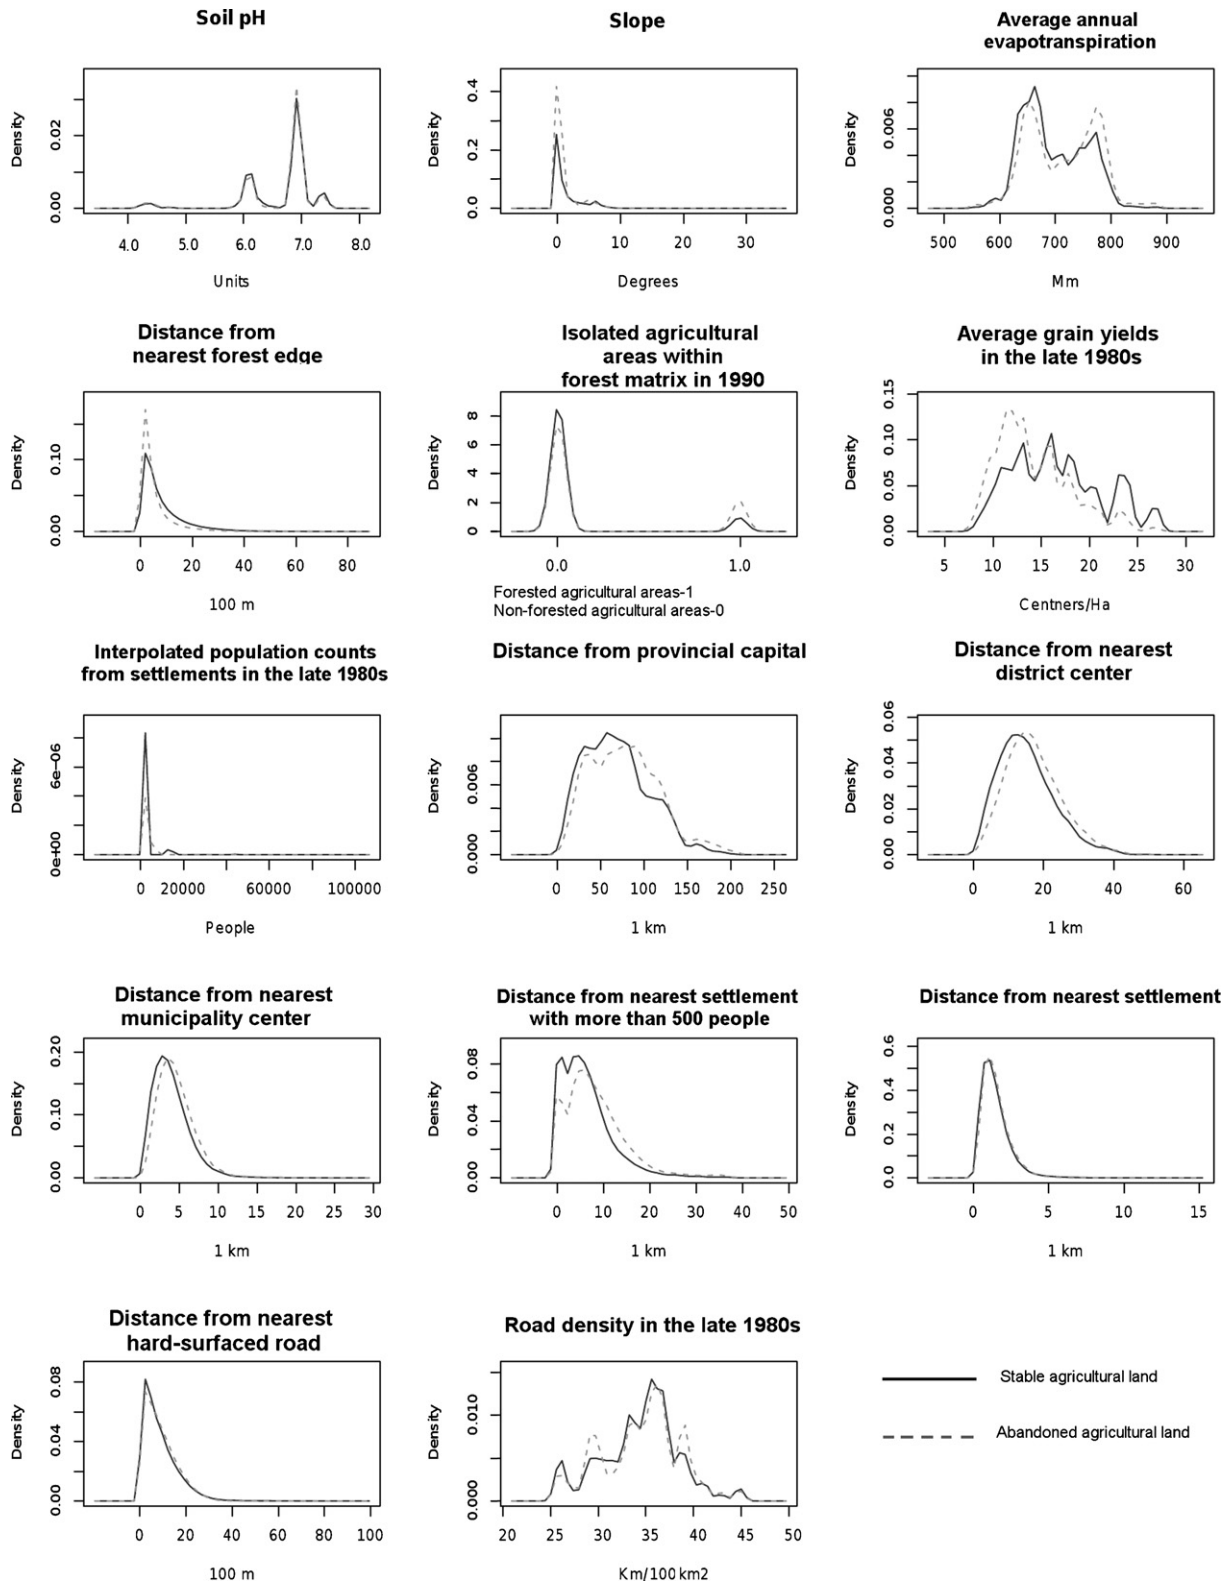 Soil pH
Density
0.00
0.02
4.0 5.0 6.0 7.0 8.0
Units
Slope
Density
0.0
0.2
0.4
0 10 20 30
Degrees
Average annual
evapotranspiration
Density
0.000
0.006
500 600 700 800 900
Mm
Distance from
nearest forest edge
Density
0.00
0.10
0 20 40 60 80
100 m
Isolated agricultural
areas within
forest matrix in 1990
Density
0
2
4
6
8
0.0 1.0
Forested agricultural areas-1
Non-forested agricultural areas-0
Average grain yields
in the late 1980s
Density
0.00
0.05
0.10
0.15
5 10 15 20 25 30
Centners/Ha
Interpolated population counts
from settlements in the late 1980s
Density
0e+00
6e-06
0 20000 60000 100000
People
Distance from provincial capital
Density
0.000
0.006
0 50 100 150 200 250
1 km
Distance from nearest
district center
Density
0.00
0.02
0.04
0.06
0 20 40 60
1 km
Distance from nearest
municipality center
Density
0.00
0.10
0.20
0 5 10 15 20 25 30
1 km
Distance from nearest settlement
with more than 500 people
Density
0.00
0.04
0.08
0 10 20 30 40 50
1 km
Distance from nearest settlement
Density
0.0
0.2
0.4
0.6
0 5 10 15
1 km
Distance from nearest
hard-surfaced road
Density
0.00
0.04
0.08
0 20 40 60 80 100
100 m
Road density in the late 1980s
Density
0.000
0.010
20 25 30 35 40 45 50
Km/100 km2
Stable agricultural land
Abandoned agricultural land